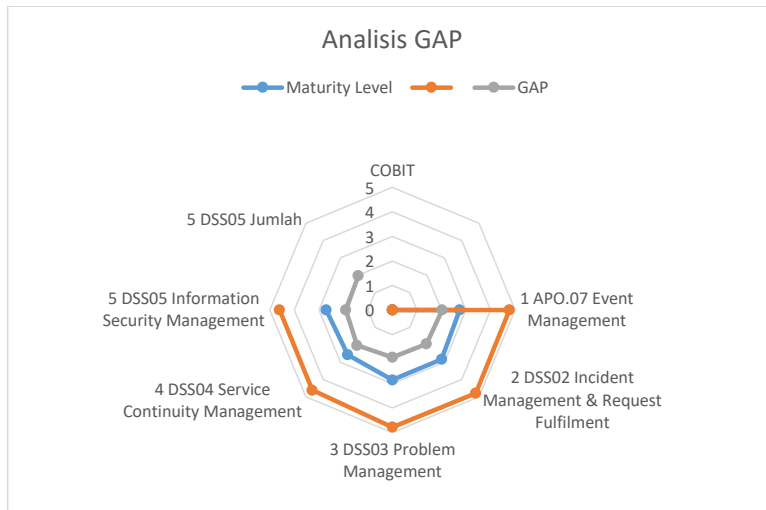 Analisis GAP
Maturity Level
GAP
COBIT
5
4
3
2
1
0
1 APO.07 Event
Management
2 DSS02 Incident
Management & Request
Fulfilment
3 DSS03 Problem
Management
4 DSS04 Service
Continuity Management
5 DSS05 Information
Security Management
5 DSS05 Jumlah